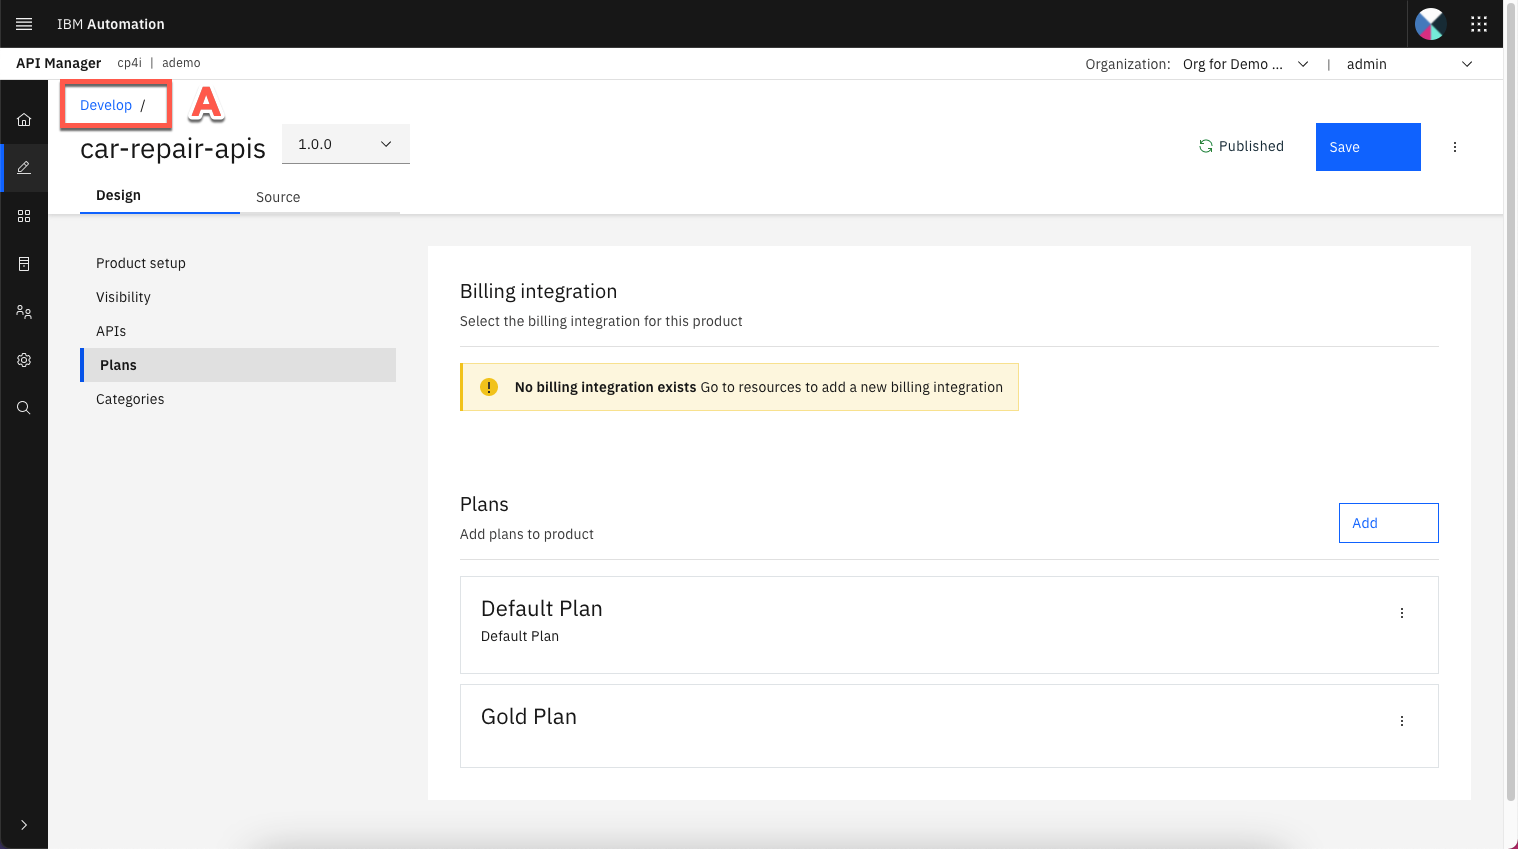 IBM Automation
API Manager cp4i | ademo
Organization: Org for Demo ... | admin
Develop /
A
car-repair-apis
1.0.0
Published
Save
Design
Source
Product setup
Visibility
APIs
Plans
Categories
Billing integration
Select the billing integration for this product
No billing integration exists Go to resources to add a new billing integration
Plans
Add plans to product
Add
Default Plan
Default Plan
Gold Plan